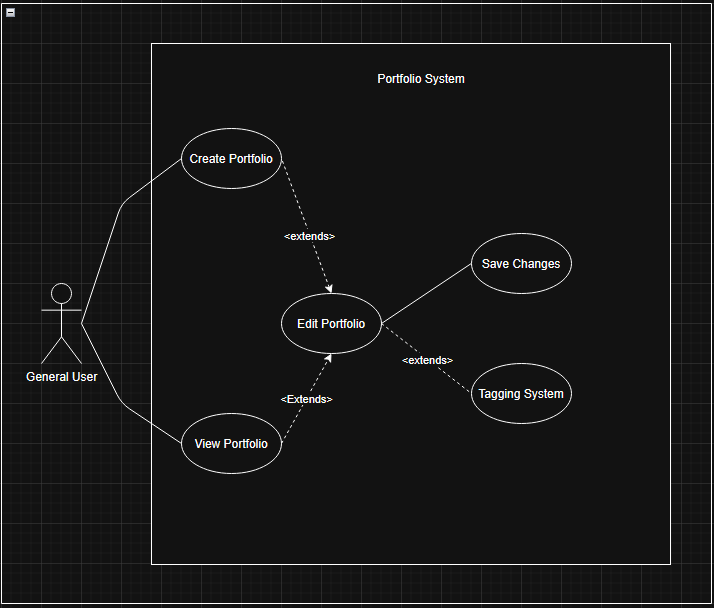 Portfolio System
Create Portfolio
<extends>
Save Changes
Edit Portfolio
<extends>
General User
Tagging System
<Extends>
View Portfolio